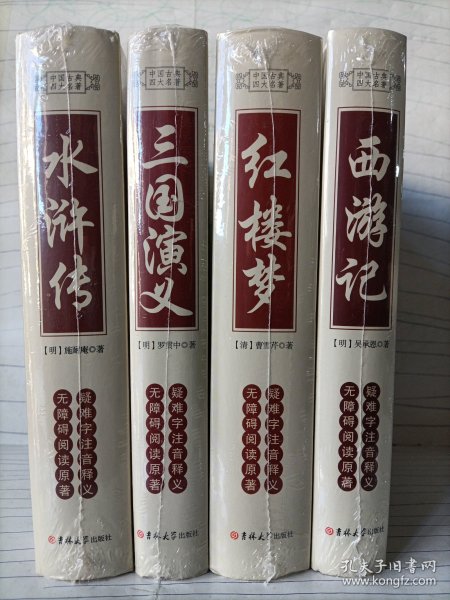 中国古典
四大名著
水浒传
【明】施耐庵◎著
疑难字注音释义
无障碍阅读原著
吉林大学出版社
中国古典
四大名著
三国演义
【明】罗贯中◎著
疑难字注音释义
无障碍阅读原著
吉林大学出版社
中国古典
四大名著
红楼梦
【清】曹雪芹◎著
疑难字注音释义
无障碍阅读原著
吉林大学出版社
中国古典
四大名著
西游记
【明】吴承恩◎著
疑难字注音释义
无障碍阅读原著
吉林大学出版社
孔夫子旧书网
www.kongfz.com